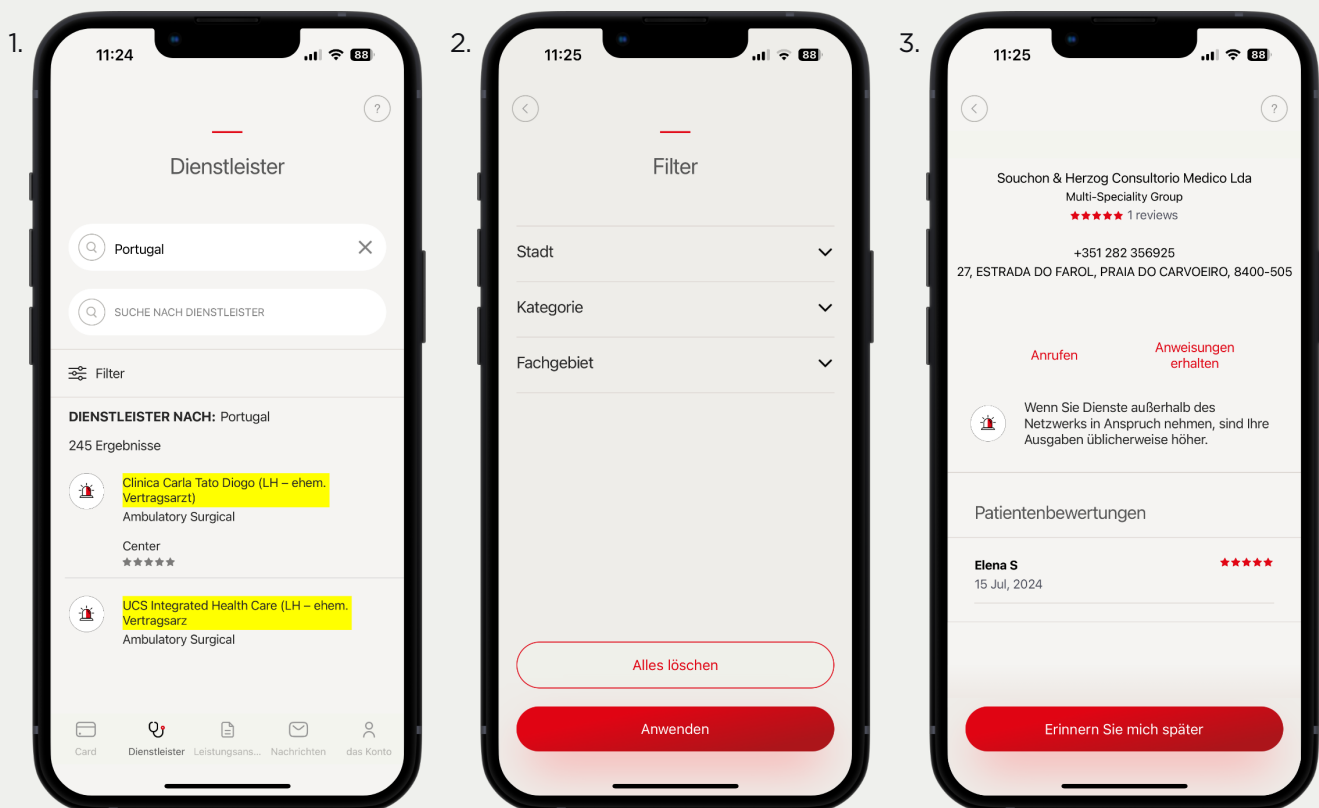 1.
11:24
88
?
Dienstleister
Portugal
SUCHE NACH DIENSTLEISTER
Filter
DIENSTLEISTER NACH: Portugal
245 Ergebnisse
Clinica Carla Tato Diogo (LH – ehem.
Vertragsarzt)
Ambulatory Surgical
Center
UCS Integrated Health Care (LH – ehem.
Vertragsarz
Ambulatory Surgical
Card
Dienstleister
Leistungsans...
Nachrichten
das Konto
2.
11:25
88
Filter
Stadt
Kategorie
Fachgebiet
Alles löschen
Anwenden
3.
11:25
88
?
Souchon & Herzog Consultorio Medico Lda
Multi-Speciality Group
1 reviews
+351 282 356925
27, ESTRADA DO FAROL, PRAIA DO CARVOEIRO, 8400-505
Anrufen
Anweisungen
erhalten
Wenn Sie Dienste außerhalb des
Netzwerks in Anspruch nehmen, sind Ihre
Ausgaben üblicherweise höher.
Patientenbewertungen
Elena S
15 Jul, 2024
Erinnern Sie mich später